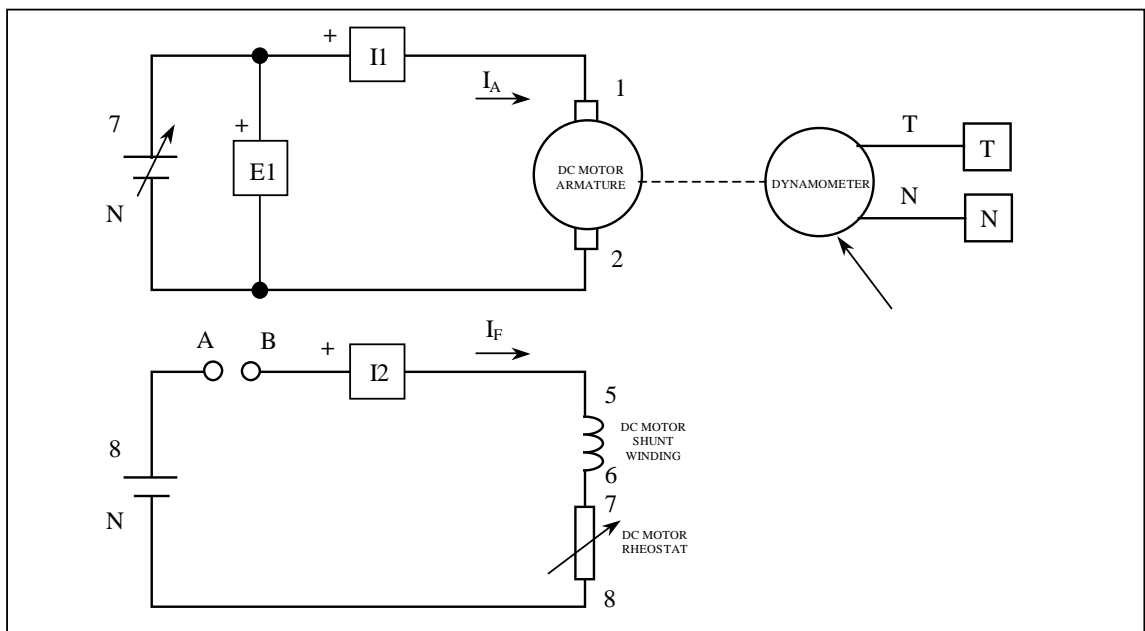 +
I1
I_A
1
7
+
E1
N
DC MOTOR
ARMATURE
2
DYNAMOMETER
T
T
N
N
A
B
+
I2
I_F
5
DC MOTOR
SHUNT
WINDING
6
8
N
7
DC MOTOR
RHEOSTAT
8